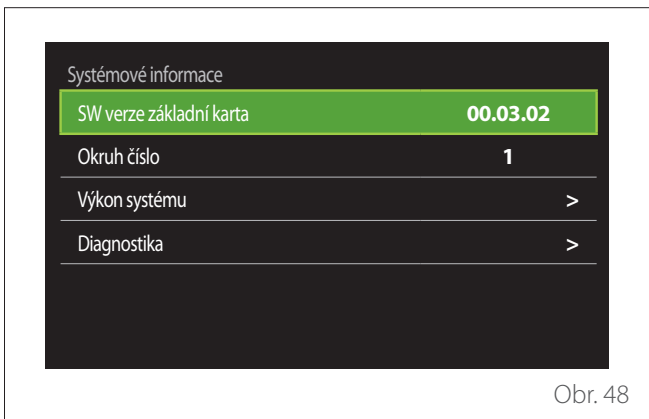 Systémové informace
SW verze základní karta 00.03.02
Okruh číslo 1
Výkon systému >
Diagnostika >
Obr. 48